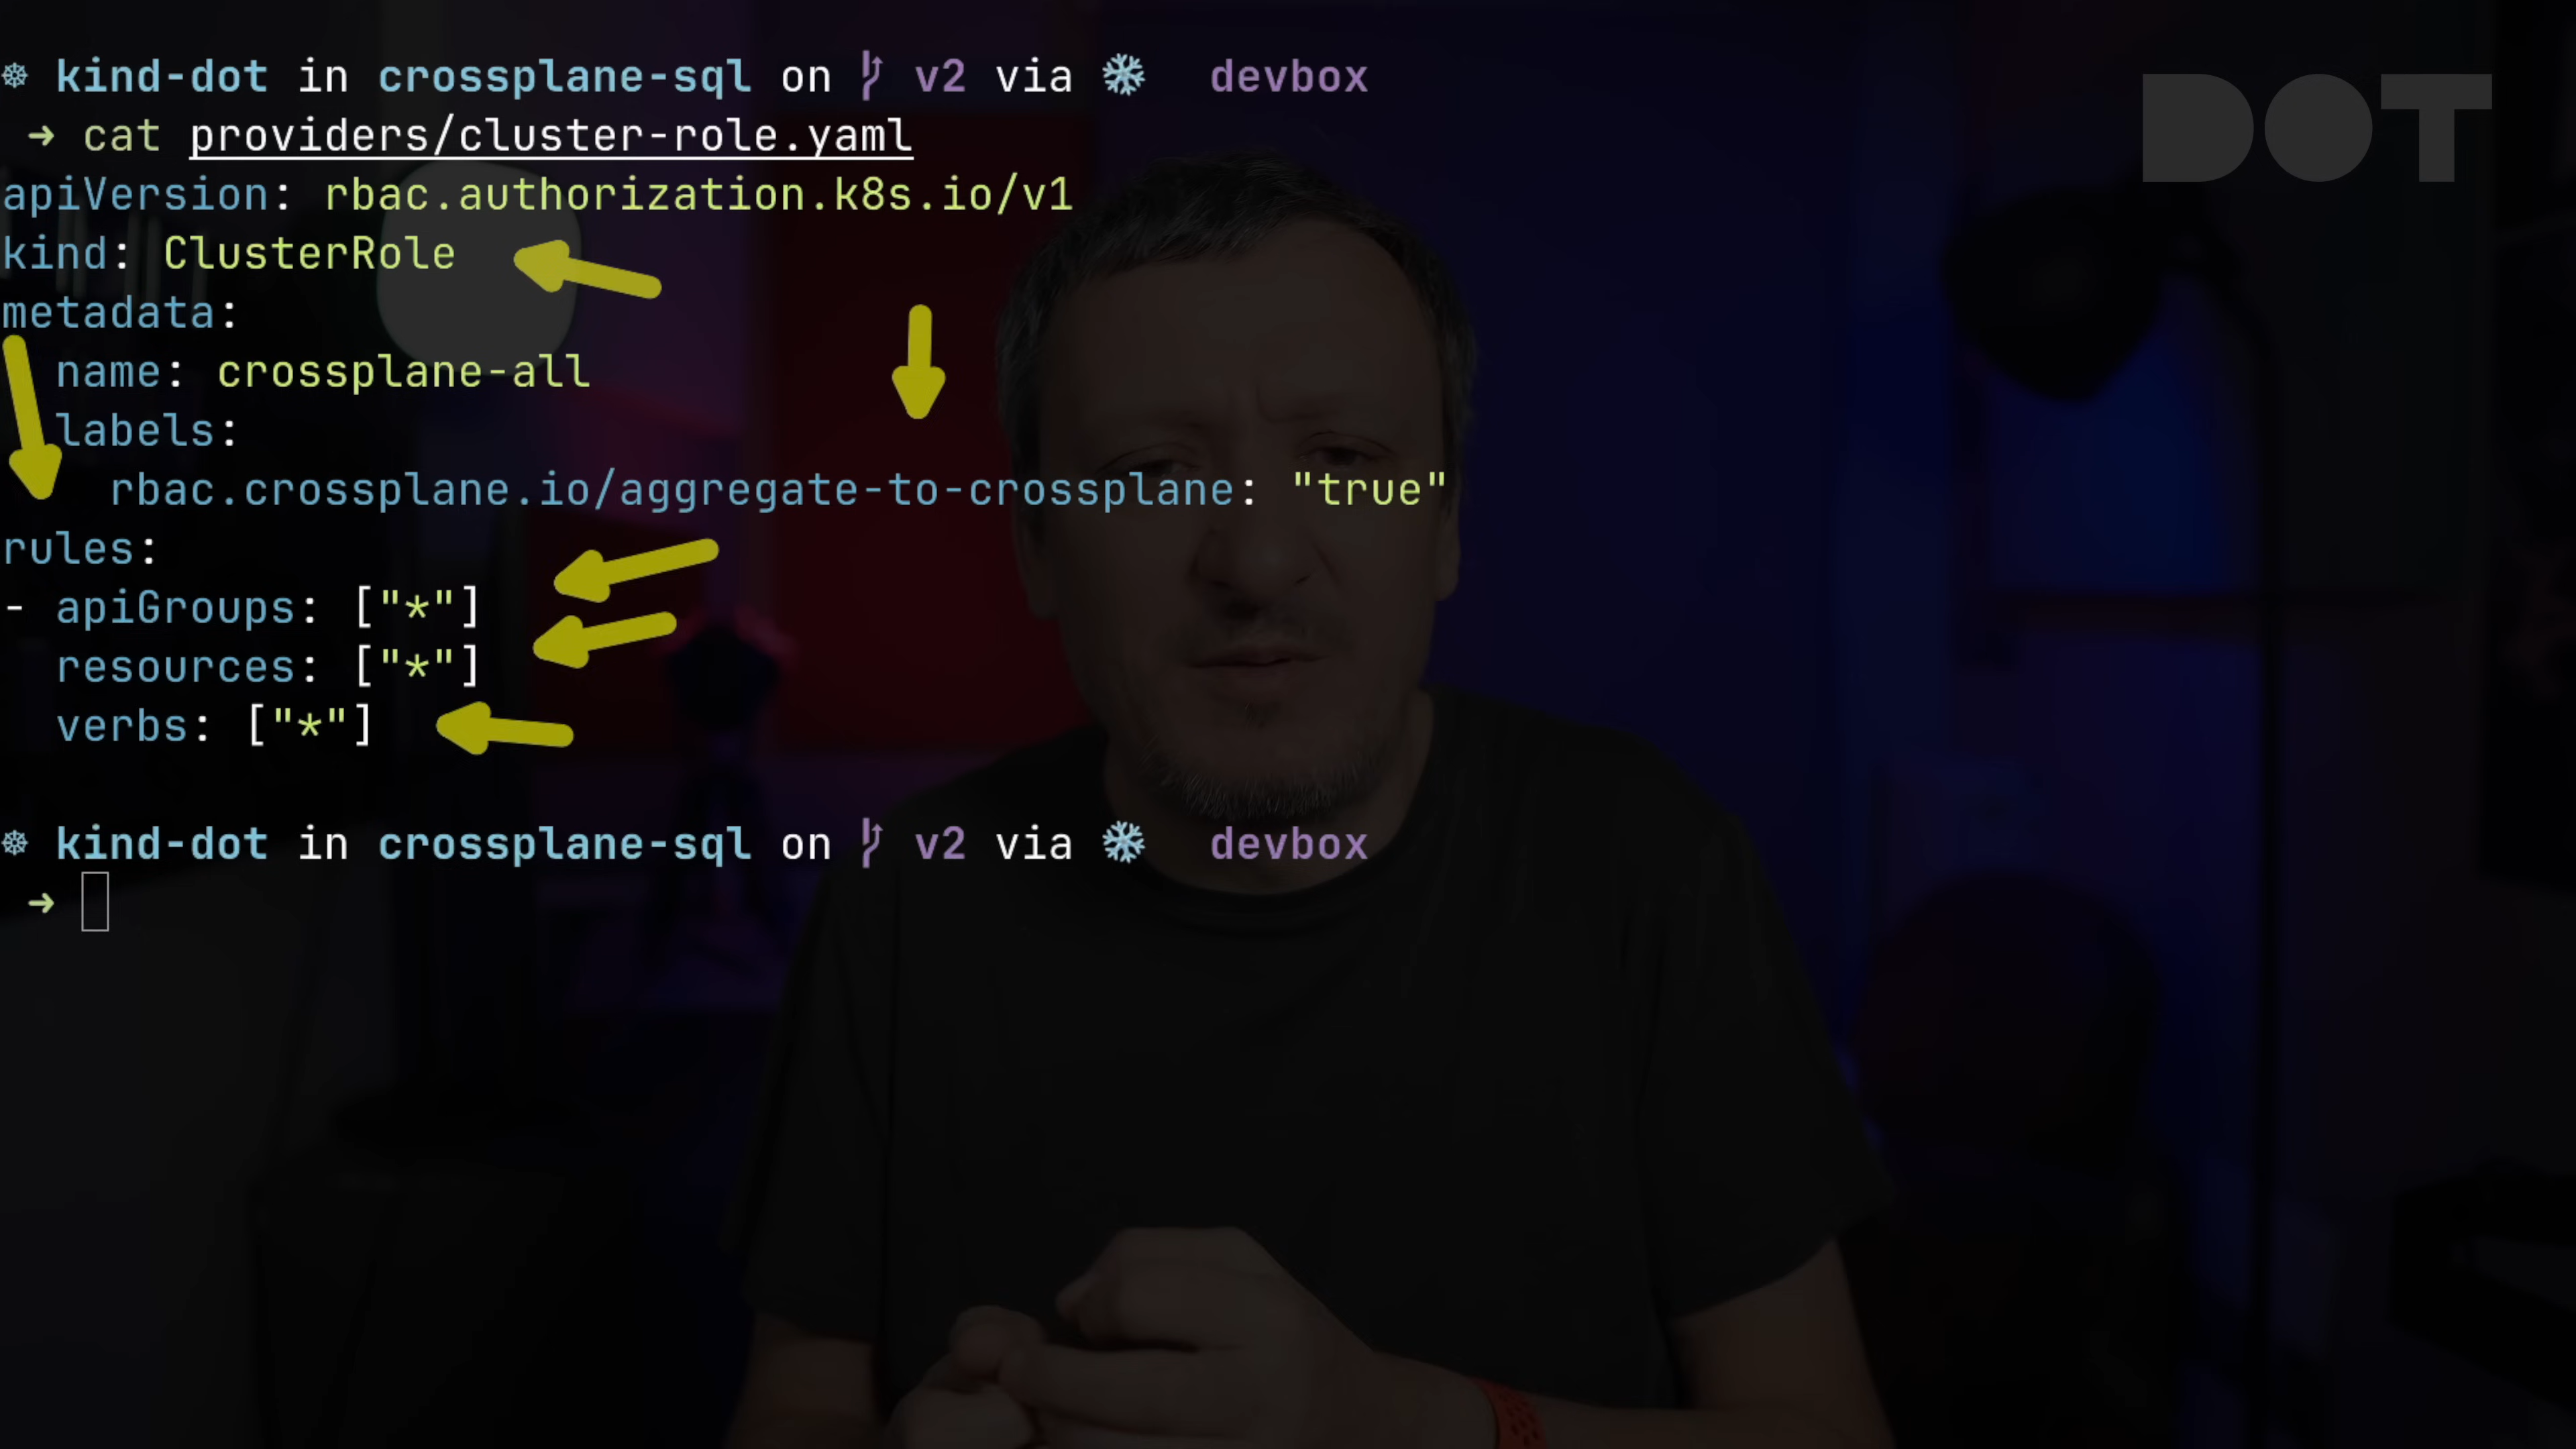 ☸ kind-dot in crossplane-sql on v2 via ❄ devbox
DOT
➜ cat providers/cluster-role.yaml
apiVersion: rbac.authorization.k8s.io/v1
kind: ClusterRole
metadata:
  name: crossplane-all
  labels:
    rbac.crossplane.io/aggregate-to-crossplane: "true"
rules:
- apiGroups: ["*"]
  resources: ["*"]
  verbs: ["*"]
☸ kind-dot in crossplane-sql on v2 via ❄ devbox
➜